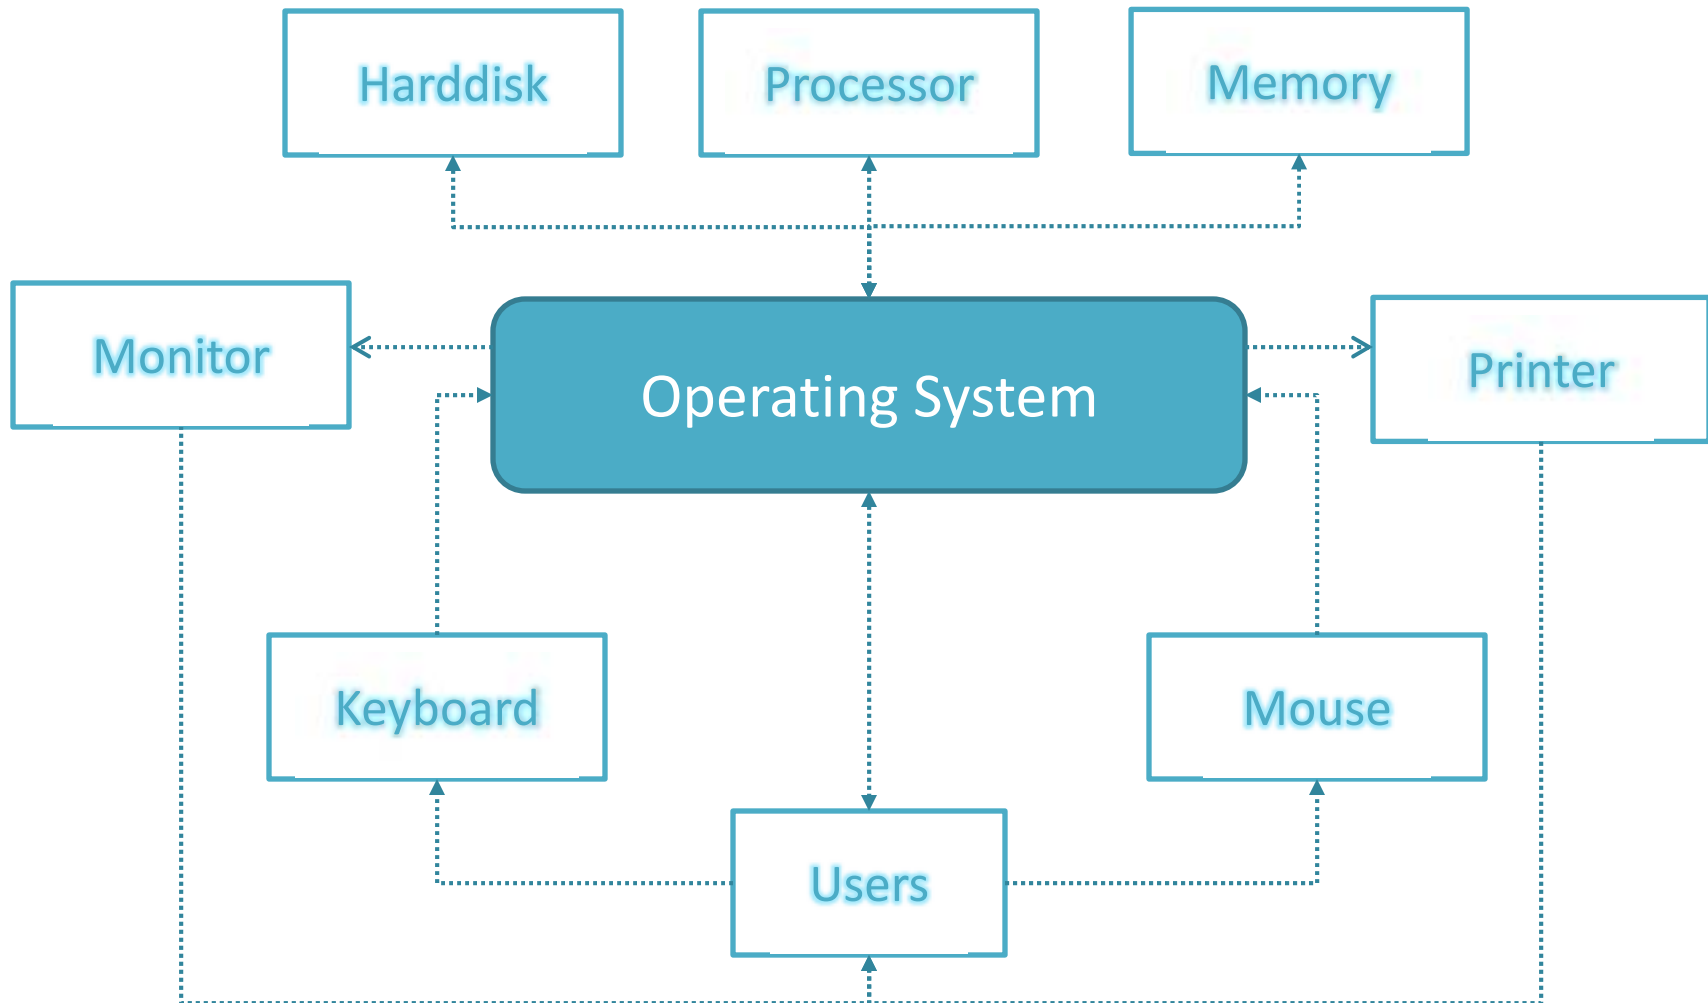 Harddisk
Processor
Memory
Monitor
Operating System
Printer
Keyboard
Mouse
Users